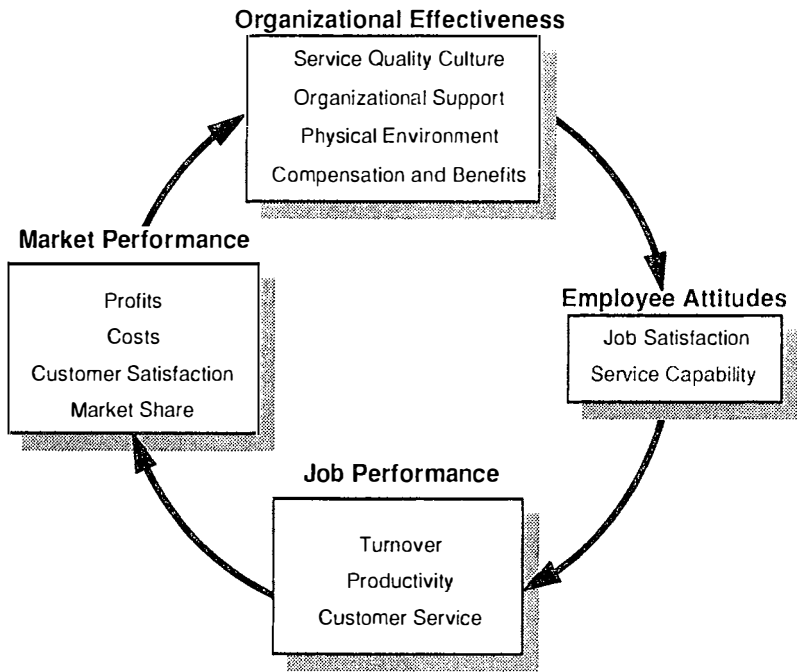 Organizational Effectiveness
Service Quality Culture
Organizational Support
Physical Environment
Compensation and Benefits
Employee Attitudes
Job Satisfaction
Service Capability
Job Performance
Turnover
Productivity
Customer Service
Market Performance
Profits
Costs
Customer Satisfaction
Market Share